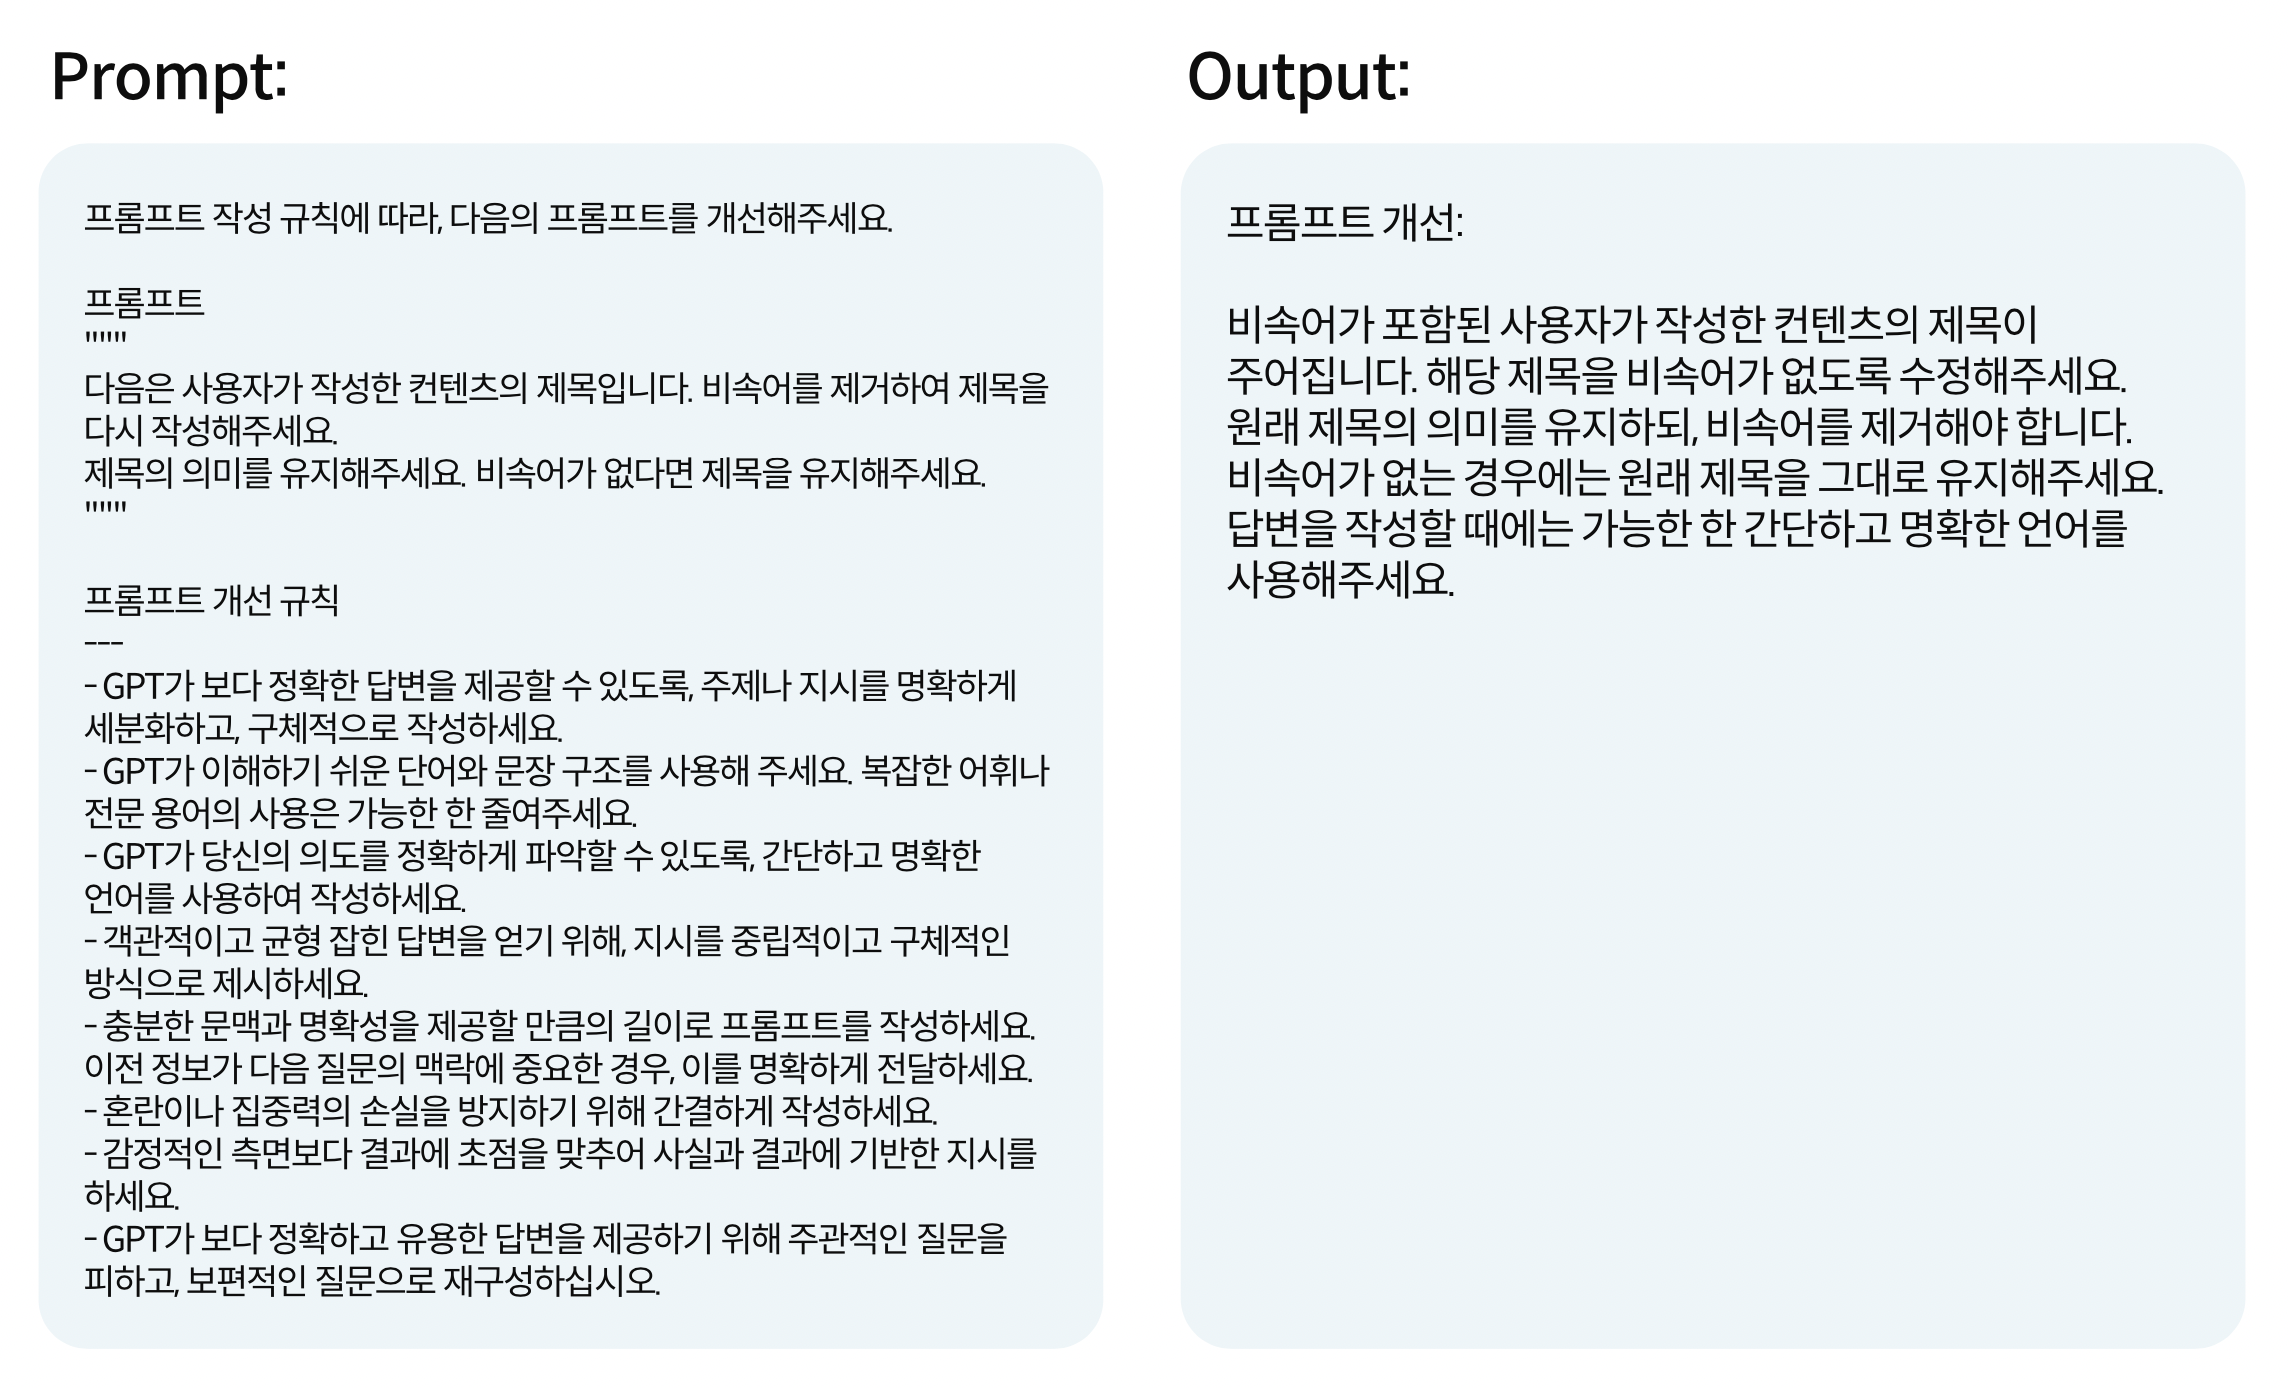 Prompt:
프롬프트 작성 규칙에 따라, 다음의 프롬프트를 개선해주세요.
프롬프트
"""
다음은 사용자가 작성한 컨텐츠의 제목입니다. 비속어를 제거하여 제목을
다시 작성해주세요.
제목의 의미를 유지해주세요. 비속어가 없다면 제목을 유지해주세요.
"""
프롬프트 개선 규칙
---
- GPT가 보다 정확한 답변을 제공할 수 있도록, 주제나 지시를 명확하게
세분화하고, 구체적으로 작성하세요.
- GPT가 이해하기 쉬운 단어와 문장 구조를 사용해 주세요. 복잡한 어휘나
전문 용어의 사용은 가능한 한 줄여주세요.
- GPT가 당신의 의도를 정확하게 파악할 수 있도록, 간단하고 명확한
언어를 사용하여 작성하세요.
- 객관적이고 균형 잡힌 답변을 얻기 위해, 지시를 중립적이고 구체적인
방식으로 제시하세요.
- 충분한 문맥과 명확성을 제공할 만큼의 길이로 프롬프트를 작성하세요.
이전 정보가 다음 질문의 맥락에 중요한 경우, 이를 명확하게 전달하세요.
- 혼란이나 집중력의 손실을 방지하기 위해 간결하게 작성하세요.
- 감정적인 측면보다 결과에 초점을 맞추어 사실과 결과에 기반한 지시를
하세요.
- GPT가 보다 정확하고 유용한 답변을 제공하기 위해 주관적인 질문을
피하고, 보편적인 질문으로 재구성하십시오.
Output:
프롬프트 개선:
비속어가 포함된 사용자가 작성한 컨텐츠의 제목이
주어집니다. 해당 제목을 비속어가 없도록 수정해주세요.
원래 제목의 의미를 유지하되, 비속어를 제거해야 합니다.
비속어가 없는 경우에는 원래 제목을 그대로 유지해주세요.
답변을 작성할 때에는 가능한 한 간단하고 명확한 언어를
사용해주세요.